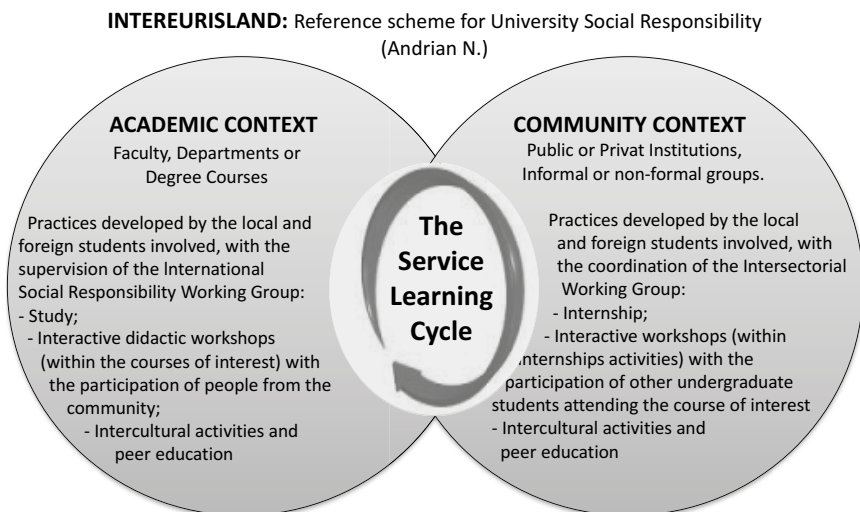 INTEREURISLAND: Reference scheme for University Social Responsibility
(Andrian N.)
ACADEMIC CONTEXT
Faculty, Departments or
Degree Courses
Practices developed by the local and
foreign students involved, with the
supervision of the International
Social Responsibility Working Group:
- Study;
- Interactive didactic workshops
(within the courses of interest) with
the participation of people from the
community;
- Intercultural activities and
peer education
The
Service
Learning
Cycle
COMMUNITY CONTEXT
Public or Privat Institutions,
Informal or non-formal groups.
Practices developed by the local
and foreign students involved, with
the coordination of the Intersectorial
Working Group:
- Internship;
- Interactive workshops (within
internships activities) with the
participation of other undergraduate
students attending the course of interest
- Intercultural activities and
peer education